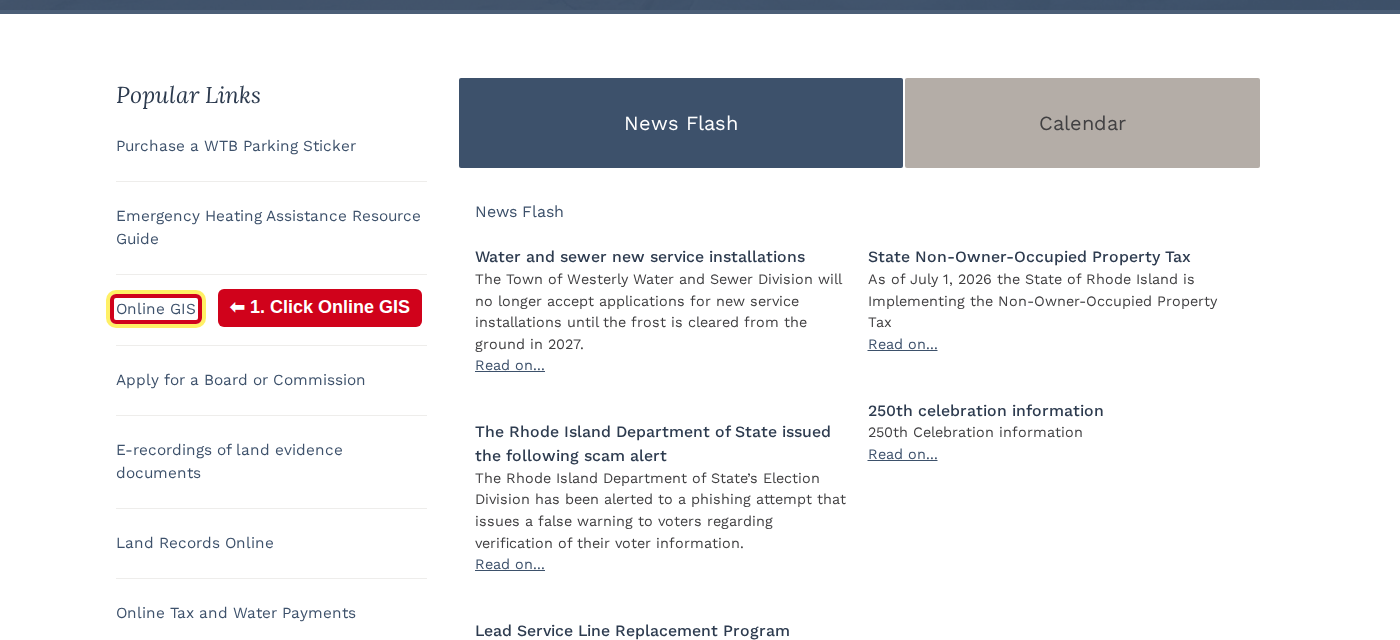 Popular Links
Purchase a WTB Parking Sticker
Emergency Heating Assistance Resource
Guide
Online GIS
⬅ 1. Click Online GIS
Apply for a Board or Commission
E-recordings of land evidence
documents
Land Records Online
Online Tax and Water Payments
News Flash
Calendar
News Flash
Water and sewer new service installations
The Town of Westerly Water and Sewer Division will
no longer accept applications for new service
installations until the frost is cleared from the
ground in 2027.
Read on...
The Rhode Island Department of State issued
the following scam alert
The Rhode Island Department of State’s Election
Division has been alerted to a phishing attempt that
issues a false warning to voters regarding
verification of their voter information.
Read on...
Lead Service Line Replacement Program
State Non-Owner-Occupied Property Tax
As of July 1, 2026 the State of Rhode Island is
Implementing the Non-Owner-Occupied Property
Tax
Read on...
250th celebration information
250th Celebration information
Read on...